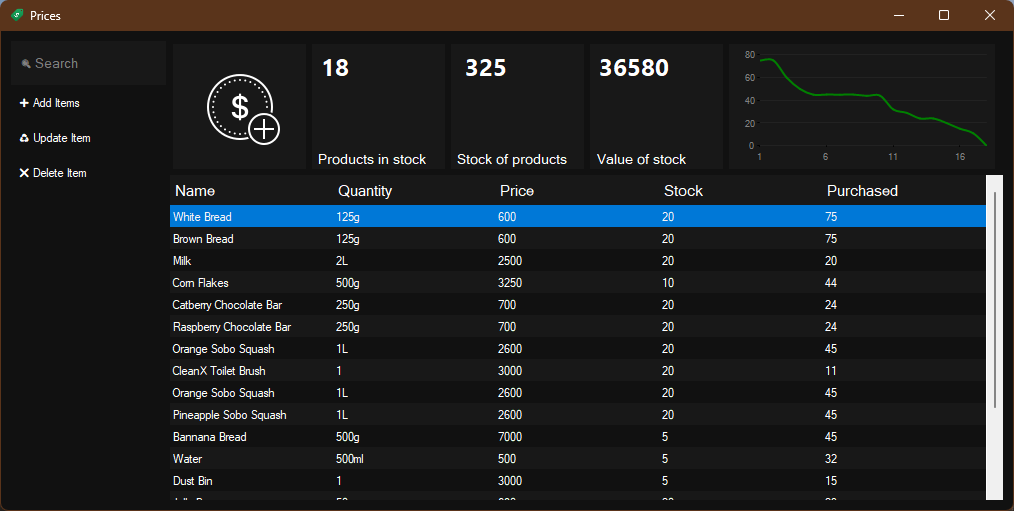 Prices
Search
Add Items
Update Item
Delete Item
$
18
Products in stock
325
Stock of products
36580
Value of stock
80
60
40
20
0
1 6 11 16
Name Quantity Price Stock Purchased
White Bread 125g 600 20 75
Brown Bread 125g 600 20 75
Milk 2L 2500 20 20
Corn Flakes 500g 3250 10 44
Catberry Chocolate Bar 250g 700 20 24
Raspberry Chocolate Bar 250g 700 20 24
Orange Sobo Squash 1L 2600 20 45
CleanX Toilet Brush 1 3000 20 11
Orange Sobo Squash 1L 2600 20 45
Pineapple Sobo Squash 1L 2600 20 45
Bannana Bread 500g 7000 5 45
Water 500ml 500 5 32
Dust Bin 1 3000 5 15